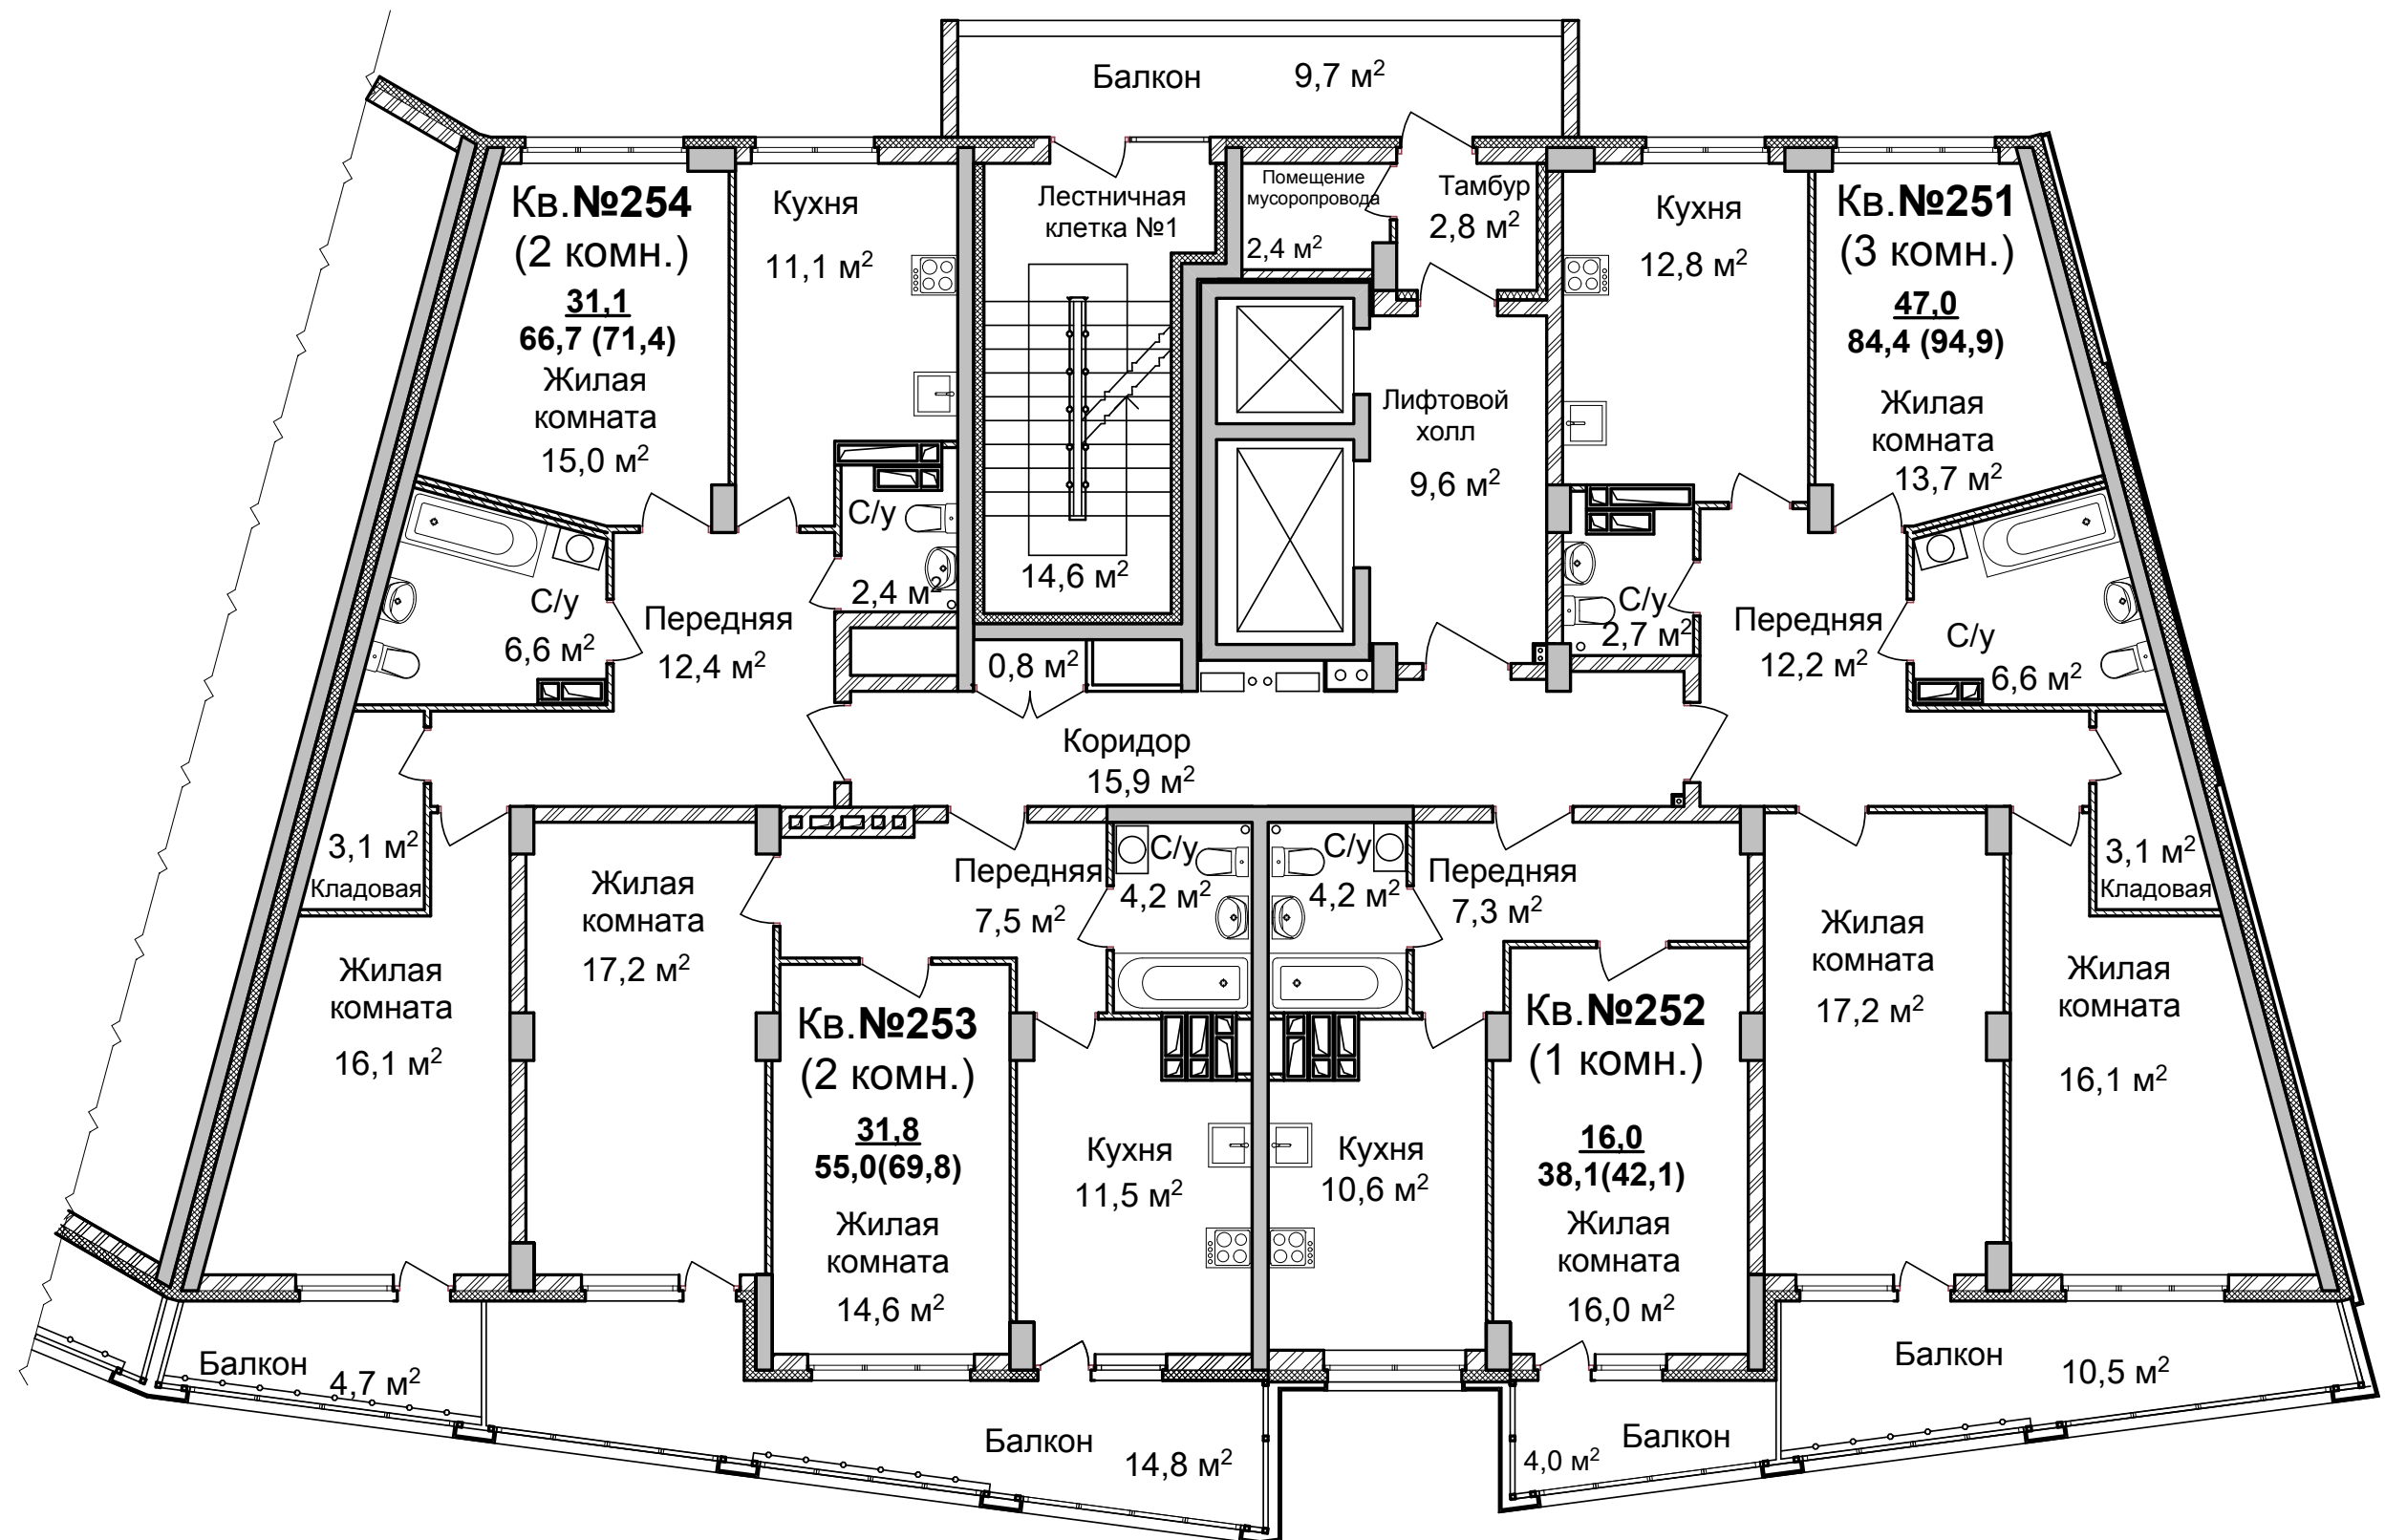 Балкон 9,7 м²
Кв.№254
(2 комн.)
31,1
66,7 (71,4)
Жилая
комната
15,0 м²
Кухня
11,1 м²
Лестничная
клетка №1
14,6 м²
Помещение
мусоропровода
2,4 м²
Тамбур
2,8 м²
Лифтовой
холл
9,6 м²
Кухня
12,8 м²
Кв.№251
(3 комн.)
47,0
84,4 (94,9)
Жилая
комната
13,7 м²
С/у
6,6 м²
Передняя
12,4 м²
С/у
2,4 м²
0,8 м²
С/у
2,7 м²
Передняя
12,2 м²
С/у
6,6 м²
Коридор
15,9 м²
3,1 м²
Кладовая
Жилая
комната
16,1 м²
Жилая
комната
17,2 м²
Передняя
7,5 м²
С/у
4,2 м²
С/у
4,2 м²
Передняя
7,3 м²
Жилая
комната
17,2 м²
3,1 м²
Кладовая
Жилая
комната
16,1 м²
Кв.№253
(2 комн.)
31,8
55,0(69,8)
Жилая
комната
14,6 м²
Кухня
11,5 м²
Кухня
10,6 м²
Кв.№252
(1 комн.)
16,0
38,1(42,1)
Жилая
комната
16,0 м²
Балкон
4,7 м²
Балкон
14,8 м²
Балкон
4,0 м²
Балкон
10,5 м²